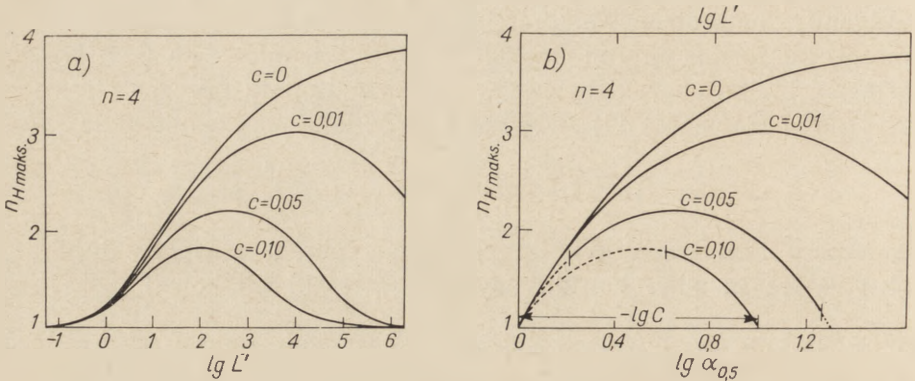 a)
n=4
c=0
c=0,01
c=0,05
c=0,10
n_H maks.
4
3
2
1
-1 0 1 2 3 4 5 6
lg L'
lg L'
b)
n=4
c=0
c=0,01
c=0,05
c=0,10
-lg C
n_H maks.
4
3
2
1
0 0,4 0,8 1,2
lg α0,5